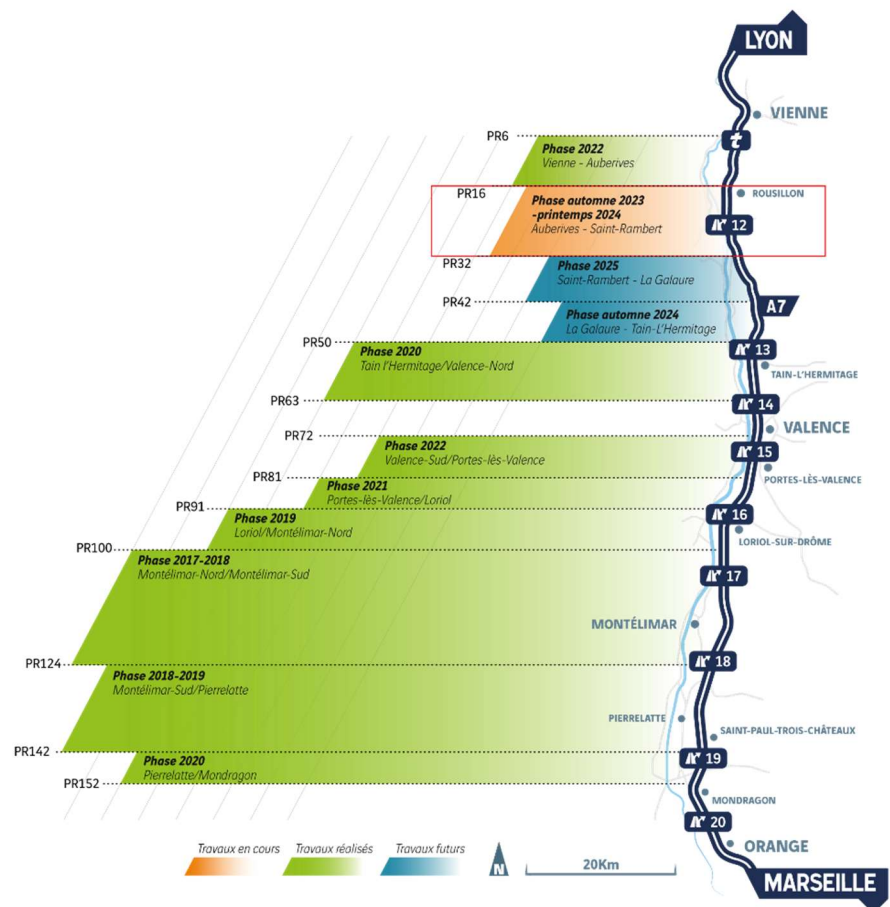 LYON
VIENNE
PR6
t
Phase 2022
Vienne - Auberives
PR16
ROUSILLON
Phase automne 2023
-printemps 2024
Auberives - Saint-Rambert
12
PR32
Phase 2025
Saint-Rambert - La Galaure
PR42
A7
Phase automne 2024
La Galaure - Tain-L'Hermitage
PR50
Phase 2020
Tain l'Hermitage/Valence-Nord
13
TAIN-L'HERMITAGE
PR63
14
PR72
VALENCE
Phase 2022
Valence-Sud/Portes-lès-Valence
15
PR81
PORTES-LÈS-VALENCE
Phase 2021
Portes-lès-Valence/Loriol
PR91
16
Phase 2019
Loriol/Montélimar-Nord
LORIOL-SUR-DRÔME
PR100
Phase 2017-2018
Montélimar-Nord/Montélimar-Sud
17
MONTÉLIMAR
PR124
18
Phase 2018-2019
Montélimar-Sud/Pierrelatte
PIERRELATTE
SAINT-PAUL-TROIS-CHÂTEAUX
PR142
19
Phase 2020
Pierrelatte/Mondragon
PR152
MONDRAGON
20
ORANGE
Travaux en cours
Travaux réalisés
Travaux futurs
N
20Km
MARSEILLE